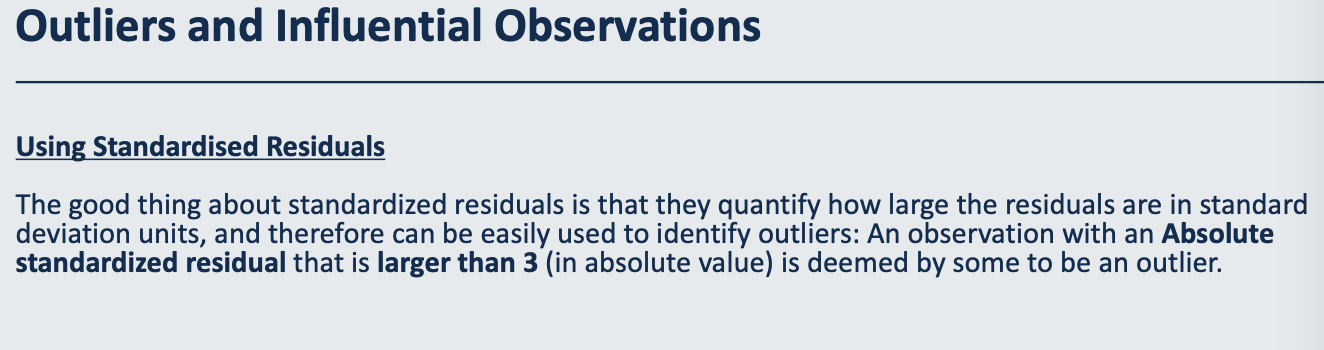 Outliers and Influential Observations
Using Standardised Residuals
The good thing about standardized residuals is that they quantify how large the residuals are in standard
deviation units, and therefore can be easily used to identify outliers: An observation with an Absolute
standardized residual that is larger than 3 (in absolute value) is deemed by some to be an outlier.